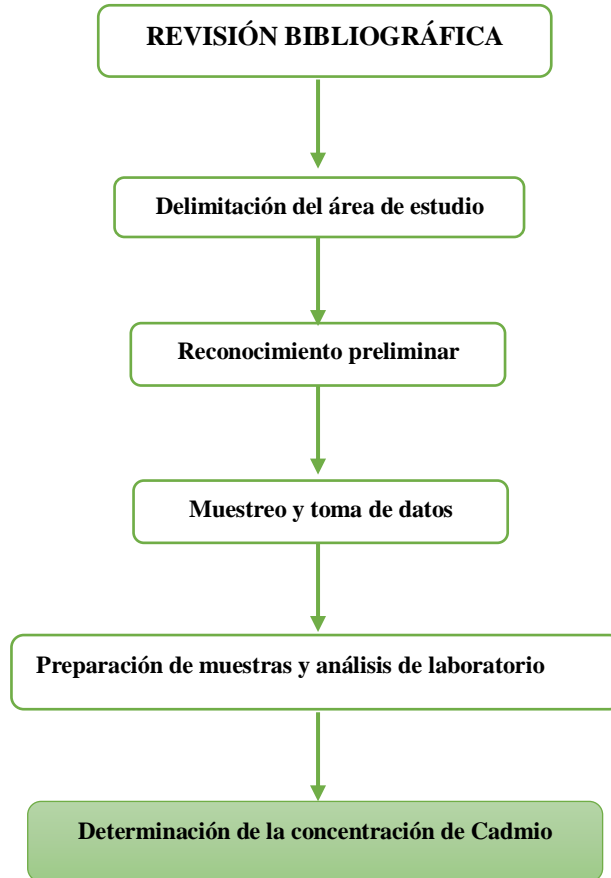 REVISIÓN BIBLIOGRÁFICA
Delimitación del área de estudio
Reconocimiento preliminar
Muestreo y toma de datos
Preparación de muestras y análisis de laboratorio
Determinación de la concentración de Cadmio